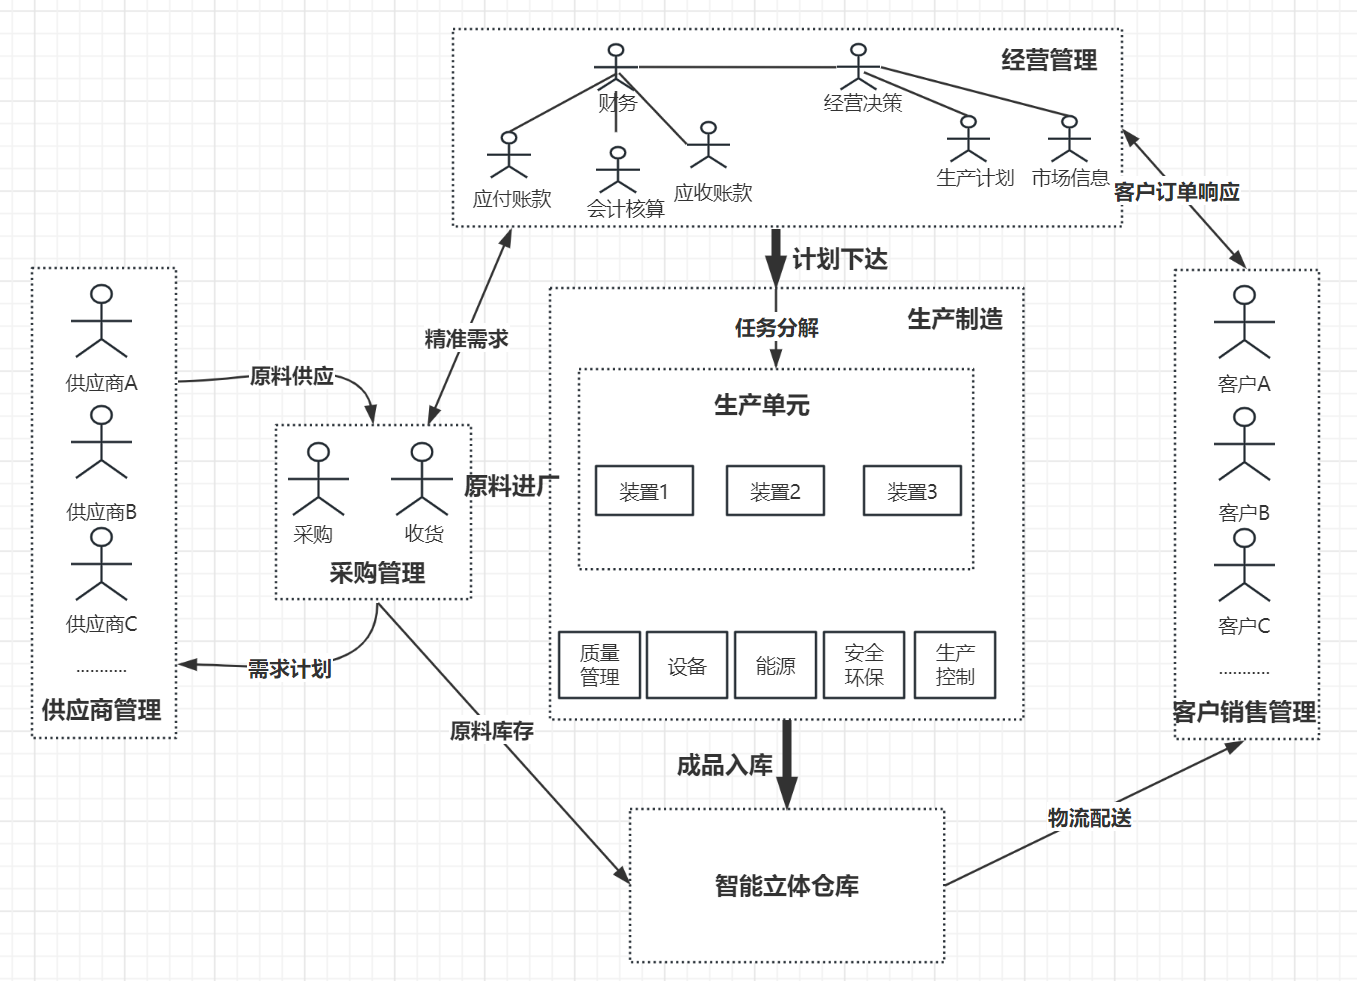 经营管理
财务
经营决策
应付账款
会计核算
应收账款
生产计划
市场信息
客户订单响应
计划下达
精准需求
供应商A
供应商B
供应商C
...........
供应商管理
原料供应
采购
收货
采购管理
原料进厂
需求计划
原料库存
生产制造
任务分解
生产单元
装置1
装置2
装置3
质量
管理
设备
能源
安全
环保
生产
控制
成品入库
智能立体仓库
物流配送
客户A
客户B
客户C
...........
客户销售管理